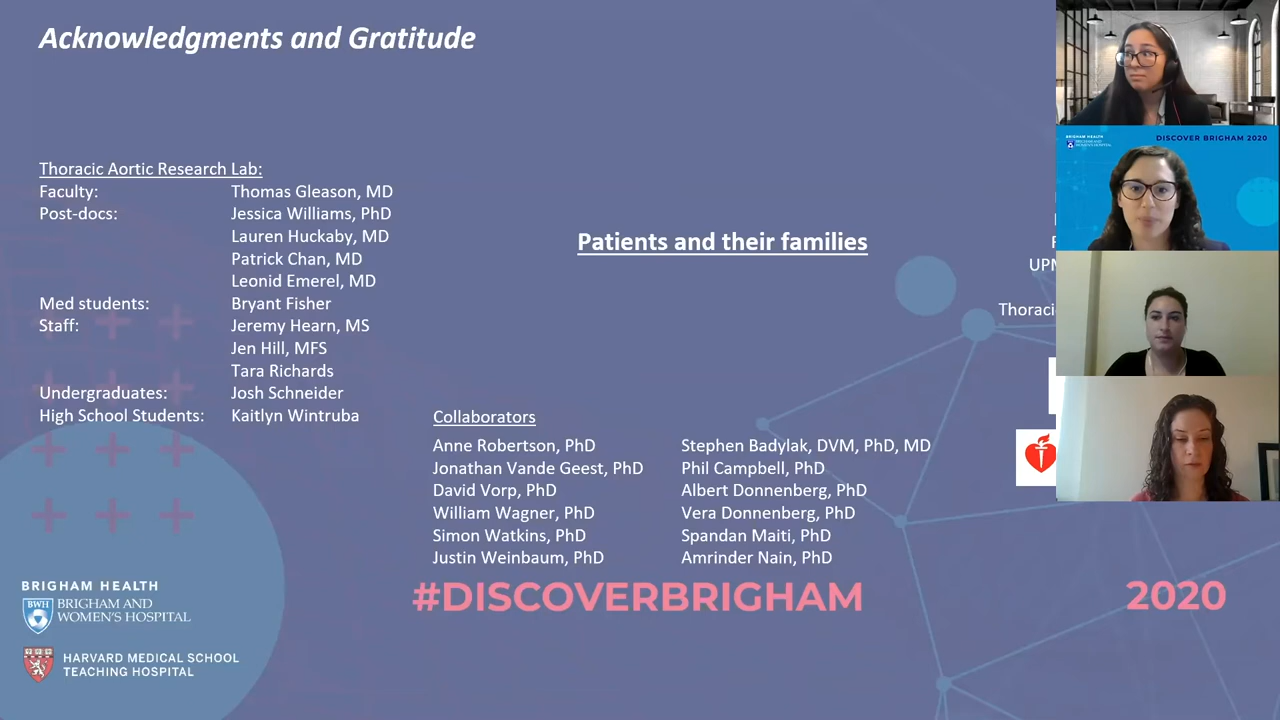 Acknowledgments and Gratitude
Thoracic Aortic Research Lab:
Faculty: Thomas Gleason, MD
Post-docs: Jessica Williams, PhD
Lauren Huckaby, MD
Patrick Chan, MD
Leonid Emerel, MD
Med students: Bryant Fisher
Staff: Jeremy Hearn, MS
Jen Hill, MFS
Tara Richards
Undergraduates: Josh Schneider
High School Students: Kaitlyn Wintruba
Patients and their families
Collaborators
Anne Robertson, PhD
Jonathan Vande Geest, PhD
David Vorp, PhD
William Wagner, PhD
Simon Watkins, PhD
Justin Weinbaum, PhD
Stephen Badylak, DVM, PhD, MD
Phil Campbell, PhD
Albert Donnenberg, PhD
Vera Donnenberg, PhD
Spandan Maiti, PhD
Amrinder Nain, PhD
BRIGHAM HEALTH
DISCOVER BRIGHAM 2020
BRIGHAM HEALTH
BWH
BRIGHAM AND
WOMEN'S HOSPITAL
HARVARD MEDICAL SCHOOL
TEACHING HOSPITAL
#DISCOVERBRIGHAM
2020